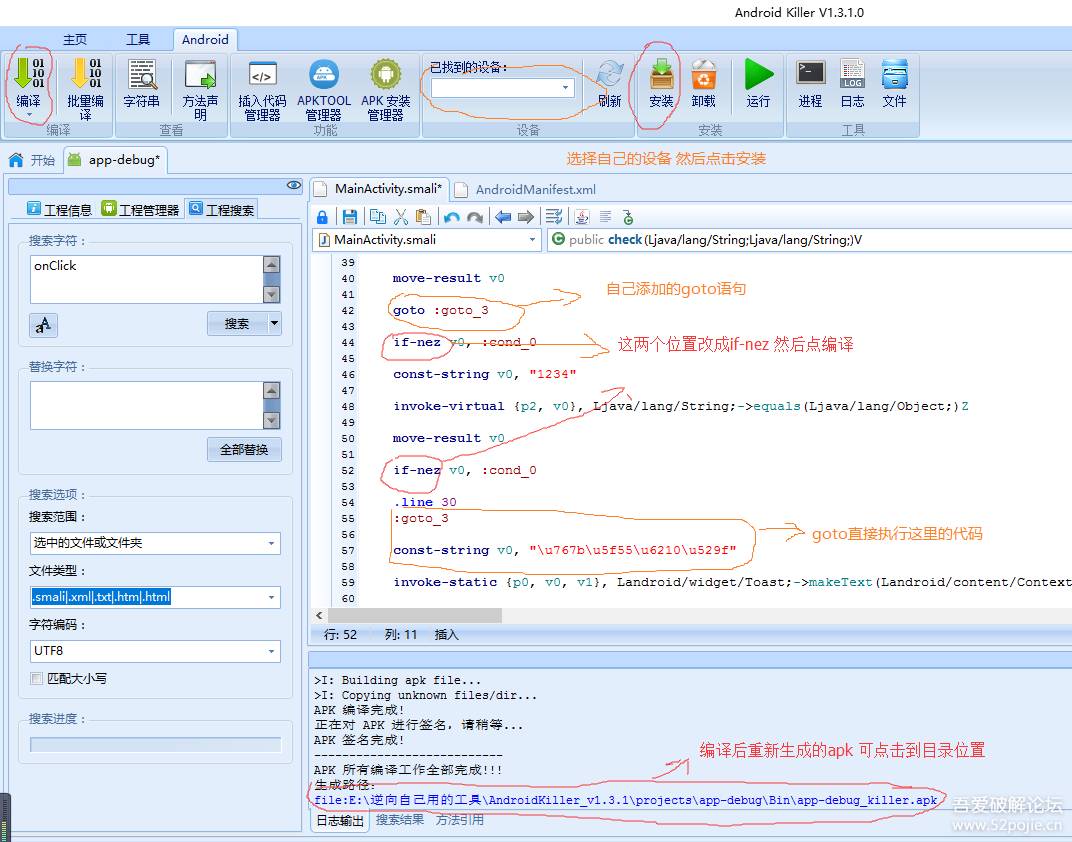 Android Killer V1.3.1.0
主页
工具
Android
编译
批量编译
编译
字符串
方法声明
查看
插入代码管理器
APKTOOL 管理器
APK 安装管理器
功能
已找到的设备:
刷新
设备
安装
卸载
安装
运行
进程
LOG
日志
文件
工具
开始
app-debug*
选择自己的设备 然后点击安装
工程信息
工程管理器
工程搜索
MainActivity.smali*
AndroidManifest.xml
MainActivity.smali
public check(Ljava/lang/String;Ljava/lang/String;)V
搜索字符:
onClick
搜索
替换字符:
全部替换
搜索选项:
搜索范围:
选中的文件或文件夹
文件类型:
.smali|.xml|.txt|.htm|.html
字符编码:
UTF8
匹配大小写
搜索进度:
39
40 move-result v0
41
42 goto :goto_3
43
44 if-nez v0, :cond_0
45
46 const-string v0, "1234"
47
48 invoke-virtual {p2, v0}, Ljava/lang/String;->equals(Ljava/lang/Object;)Z
49
50 move-result v0
51
52 if-nez v0, :cond_0
53
54 .line 30
55 :goto_3
56
57 const-string v0, "\u767b\u5f55\u6210\u529f"
58
59 invoke-static {p0, v0, v1}, Landroid/widget/Toast;->makeText(Landroid/content/Context
60
自己添加的goto语句
这两个位置改成if-nez 然后点编译
goto直接执行这里的代码
行: 52 列: 11 插入
>I: Building apk file...
>I: Copying unknown files/dir...
APK 编译完成!
正在对 APK 进行签名，请稍等...
APK 签名完成!
----------------------------
APK 所有编译工作全部完成!!!
生成路径:
file:E:\逆向自己用的工具\AndroidKiller_v1.3.1\projects\app-debug\Bin\app-debug_killer.apk
编译后重新生成的apk 可点击到目录位置
日志输出
搜索结果
方法引用
吾爱破解论坛
www.52pojie.cn